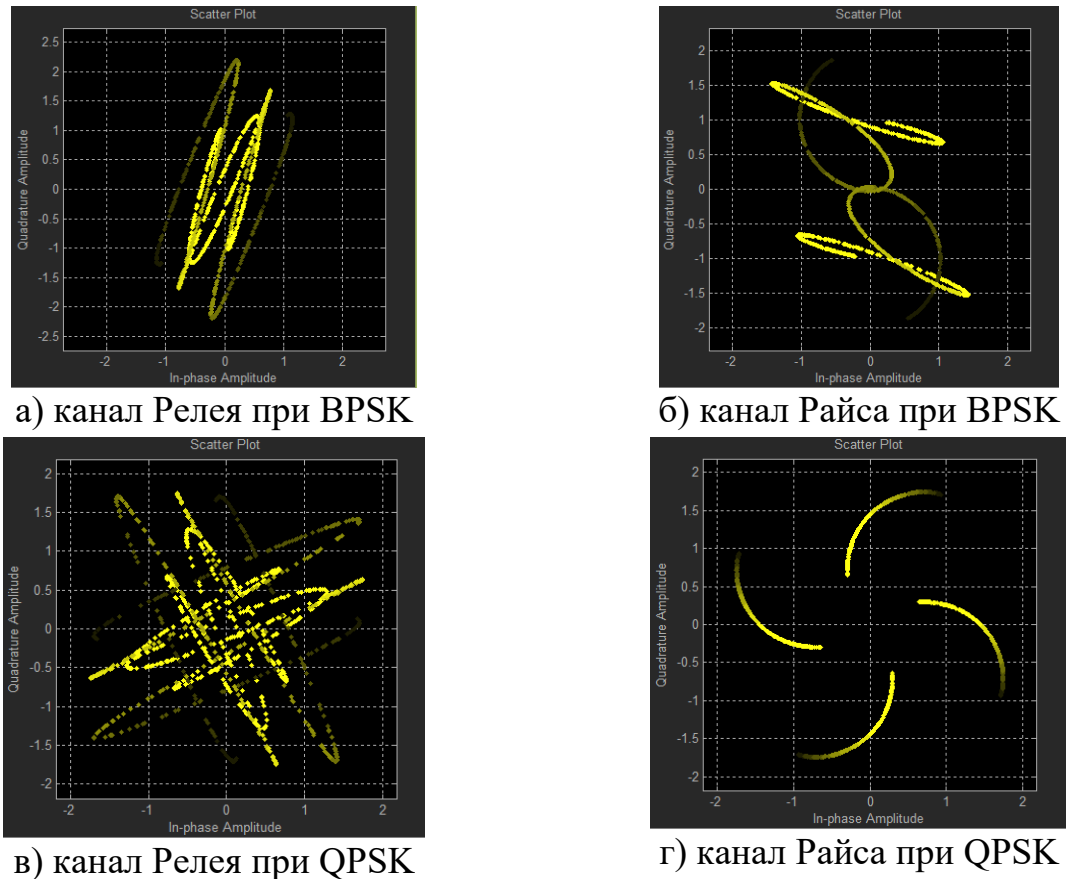 Scatter Plot
2.5
2
1.5
1
0.5
0
-0.5
-1
-1.5
-2
-2.5
Quadrature Amplitude
-2 -1 0 1 2
In-phase Amplitude
а) канал Релея при BPSK
Scatter Plot
2
1.5
1
0.5
0
-0.5
-1
-1.5
-2
Quadrature Amplitude
-2 -1 0 1 2
In-phase Amplitude
б) канал Райса при BPSK
Scatter Plot
2
1.5
1
0.5
0
-0.5
-1
-1.5
-2
Quadrature Amplitude
-2 -1 0 1 2
In-phase Amplitude
в) канал Релея при QPSK
Scatter Plot
2
1.5
1
0.5
0
-0.5
-1
-1.5
-2
Quadrature Amplitude
-2 -1 0 1 2
In-phase Amplitude
г) канал Райса при QPSK